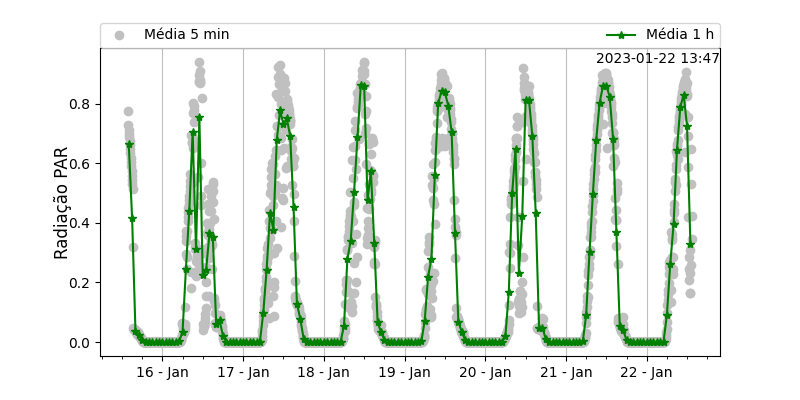 Média 5 min
Média 1 h
2023-01-22 13:47
Radiação PAR
0.8
0.6
0.4
0.2
0.0
16 - Jan
17 - Jan
18 - Jan
19 - Jan
20 - Jan
21 - Jan
22 - Jan